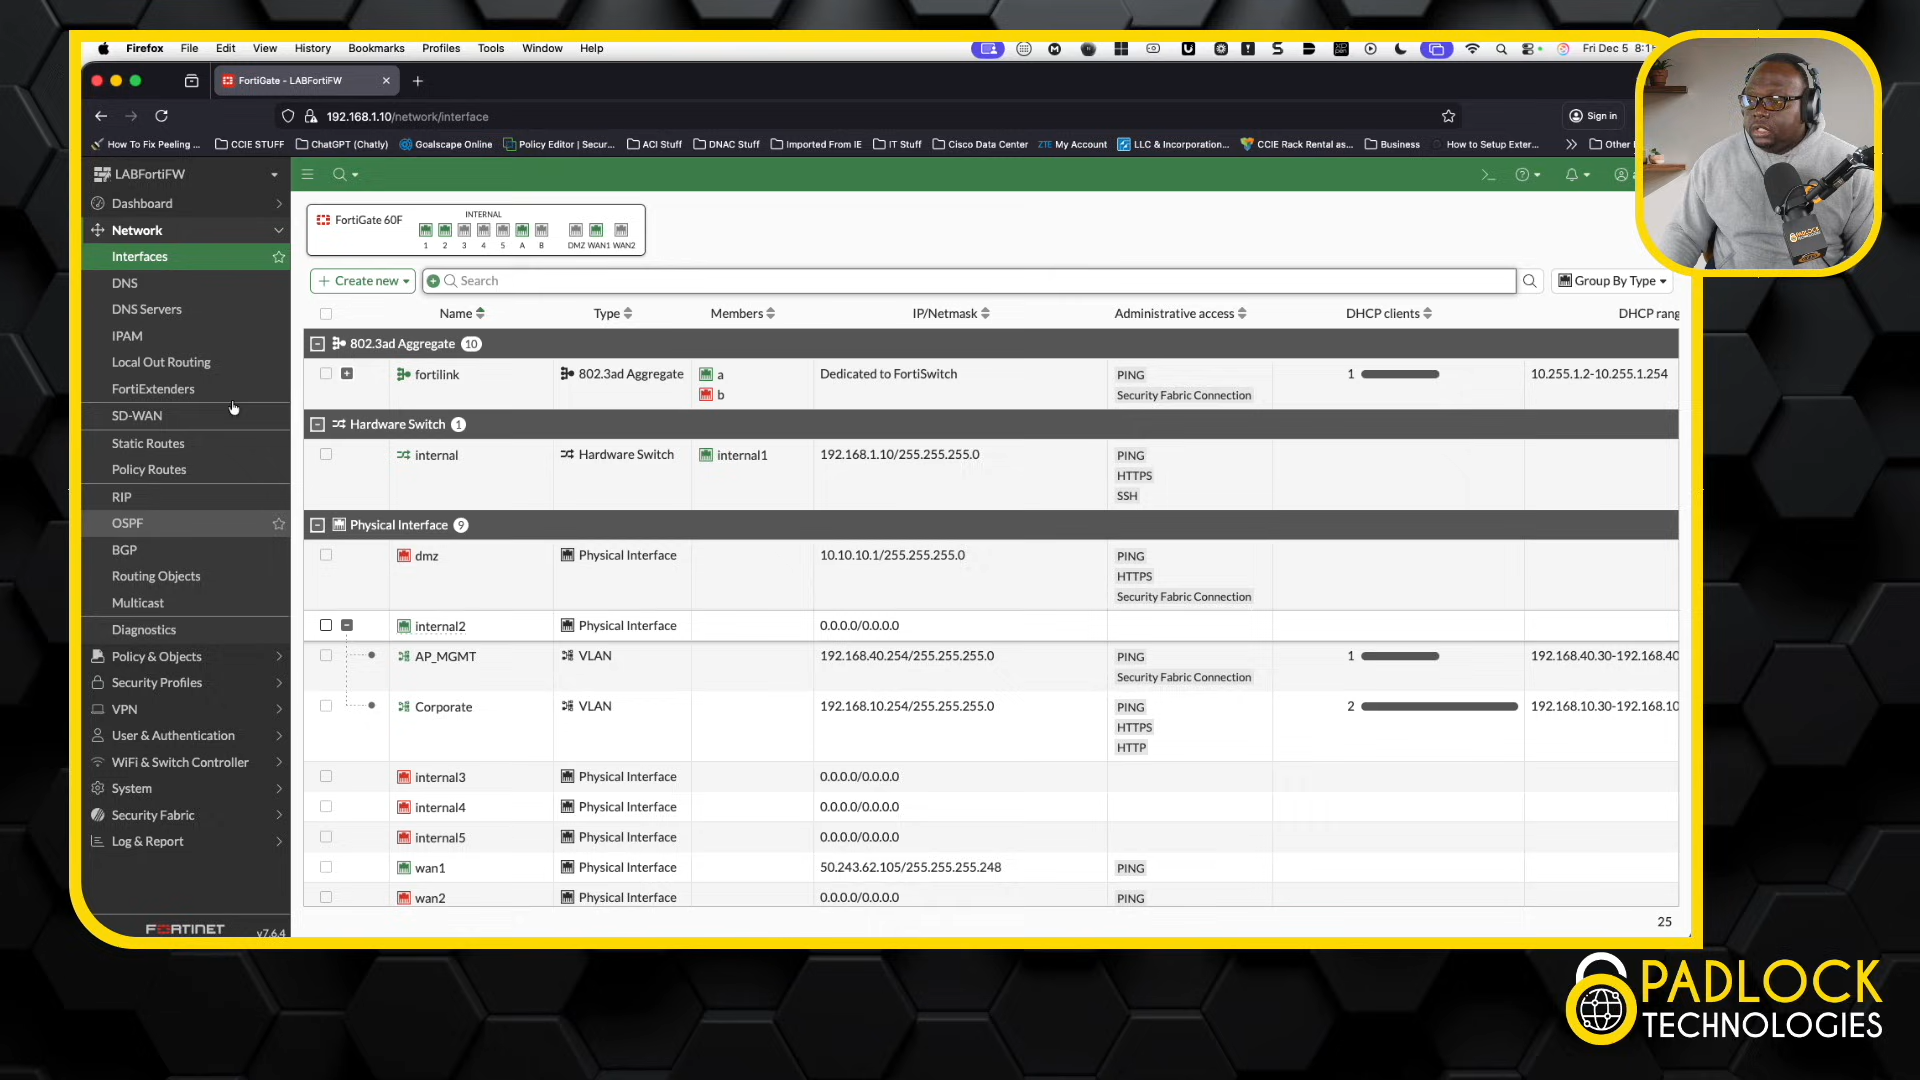 Firefox File Edit View History Bookmarks Profiles Tools Window Help
Fri Dec 5 8:1
FortiGate - LABFortiFW
192.168.1.10/network/interface
Sign in
How To Fix Peeling ... CCIE STUFF ChatGPT (Chatly) Goalscape Online Policy Editor | Secur... ACI Stuff DNAC Stuff Imported From IE IT Stuff Cisco Data Center ZTE My Account LLC & Incorporation... CCIE Rack Rental as... Business How to Setup Exter... Other
LABFortiFW
Dashboard
Network
Interfaces
DNS
DNS Servers
IPAM
Local Out Routing
FortiExtenders
SD-WAN
Static Routes
Policy Routes
RIP
OSPF
BGP
Routing Objects
Multicast
Diagnostics
Policy & Objects
Security Profiles
VPN
User & Authentication
WiFi & Switch Controller
System
Security Fabric
Log & Report
FORTINET v7.6.4
FortiGate 60F
INTERNAL
1 2 3 4 5 A B DMZ WAN1 WAN2
Create new Search Group By Type
Name Type Members IP/Netmask Administrative access DHCP clients DHCP rang
802.3ad Aggregate 10
fortilink 802.3ad Aggregate a Dedicated to FortiSwitch PING 1 10.255.1.2-10.255.1.254
b Security Fabric Connection
Hardware Switch 1
internal Hardware Switch internal1 192.168.1.10/255.255.255.0 PING
HTTPS
SSH
Physical Interface 9
dmz Physical Interface 10.10.10.1/255.255.255.0 PING
HTTPS
Security Fabric Connection
internal2 Physical Interface 0.0.0.0/0.0.0.0
AP_MGMT VLAN 192.168.40.254/255.255.255.0 PING 1 192.168.40.30-192.168.40
Security Fabric Connection
Corporate VLAN 192.168.10.254/255.255.255.0 PING 2 192.168.10.30-192.168.10
HTTPS
HTTP
internal3 Physical Interface 0.0.0.0/0.0.0.0
internal4 Physical Interface 0.0.0.0/0.0.0.0
internal5 Physical Interface 0.0.0.0/0.0.0.0
wan1 Physical Interface 50.243.62.105/255.255.255.248 PING
wan2 Physical Interface 0.0.0.0/0.0.0.0 PING
25
PADLOCK
TECHNOLOGIES